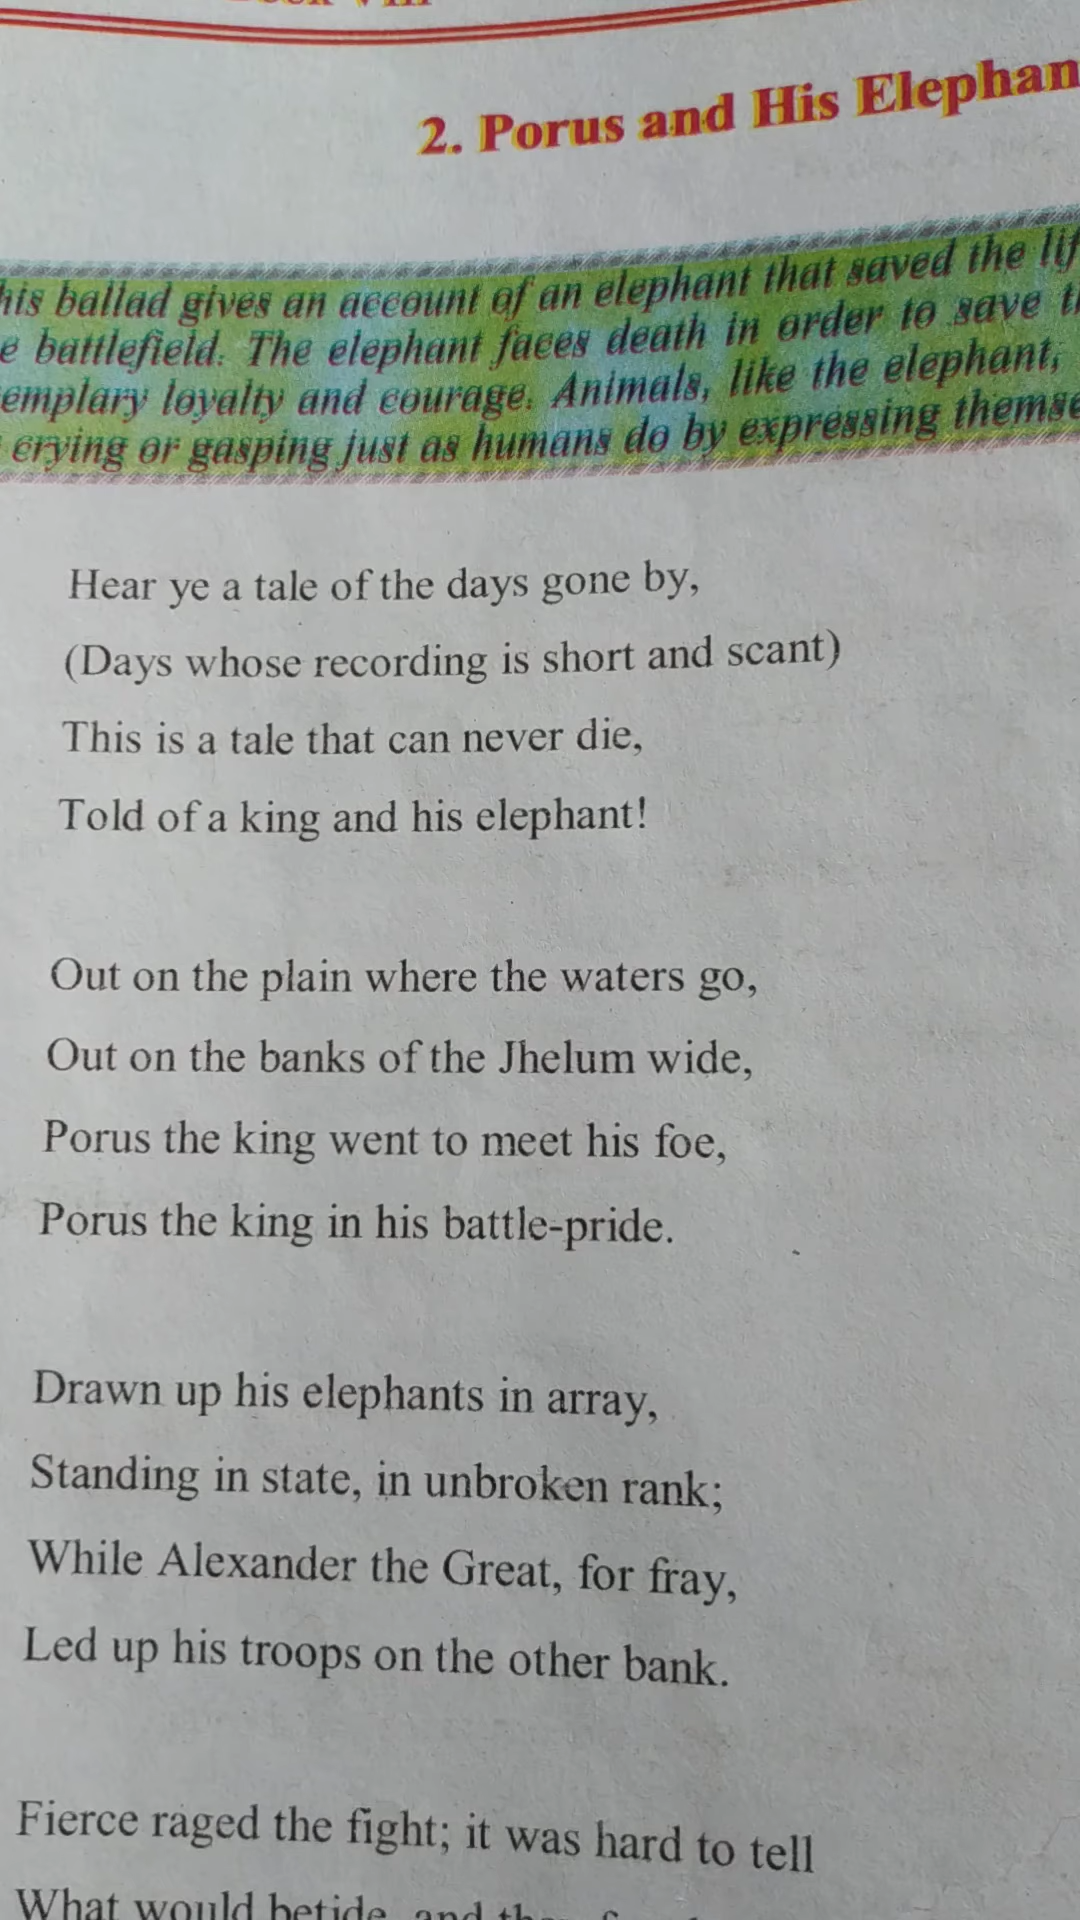 Book VIII
2. Porus and His Elephan
his ballad gives an account of an elephant that saved the lif
e battlefield. The elephant faces death in order to save th
emplary loyalty and courage. Animals, like the elephant,
crying or gasping just as humans do by expressing themse
Hear ye a tale of the days gone by,
(Days whose recording is short and scant)
This is a tale that can never die,
Told of a king and his elephant!
Out on the plain where the waters go,
Out on the banks of the Jhelum wide,
Porus the king went to meet his foe,
Porus the king in his battle-pride.
Drawn up his elephants in array,
Standing in state, in unbroken rank;
While Alexander the Great, for fray,
Led up his troops on the other bank.
Fierce raged the fight; it was hard to tell
What would betide, and